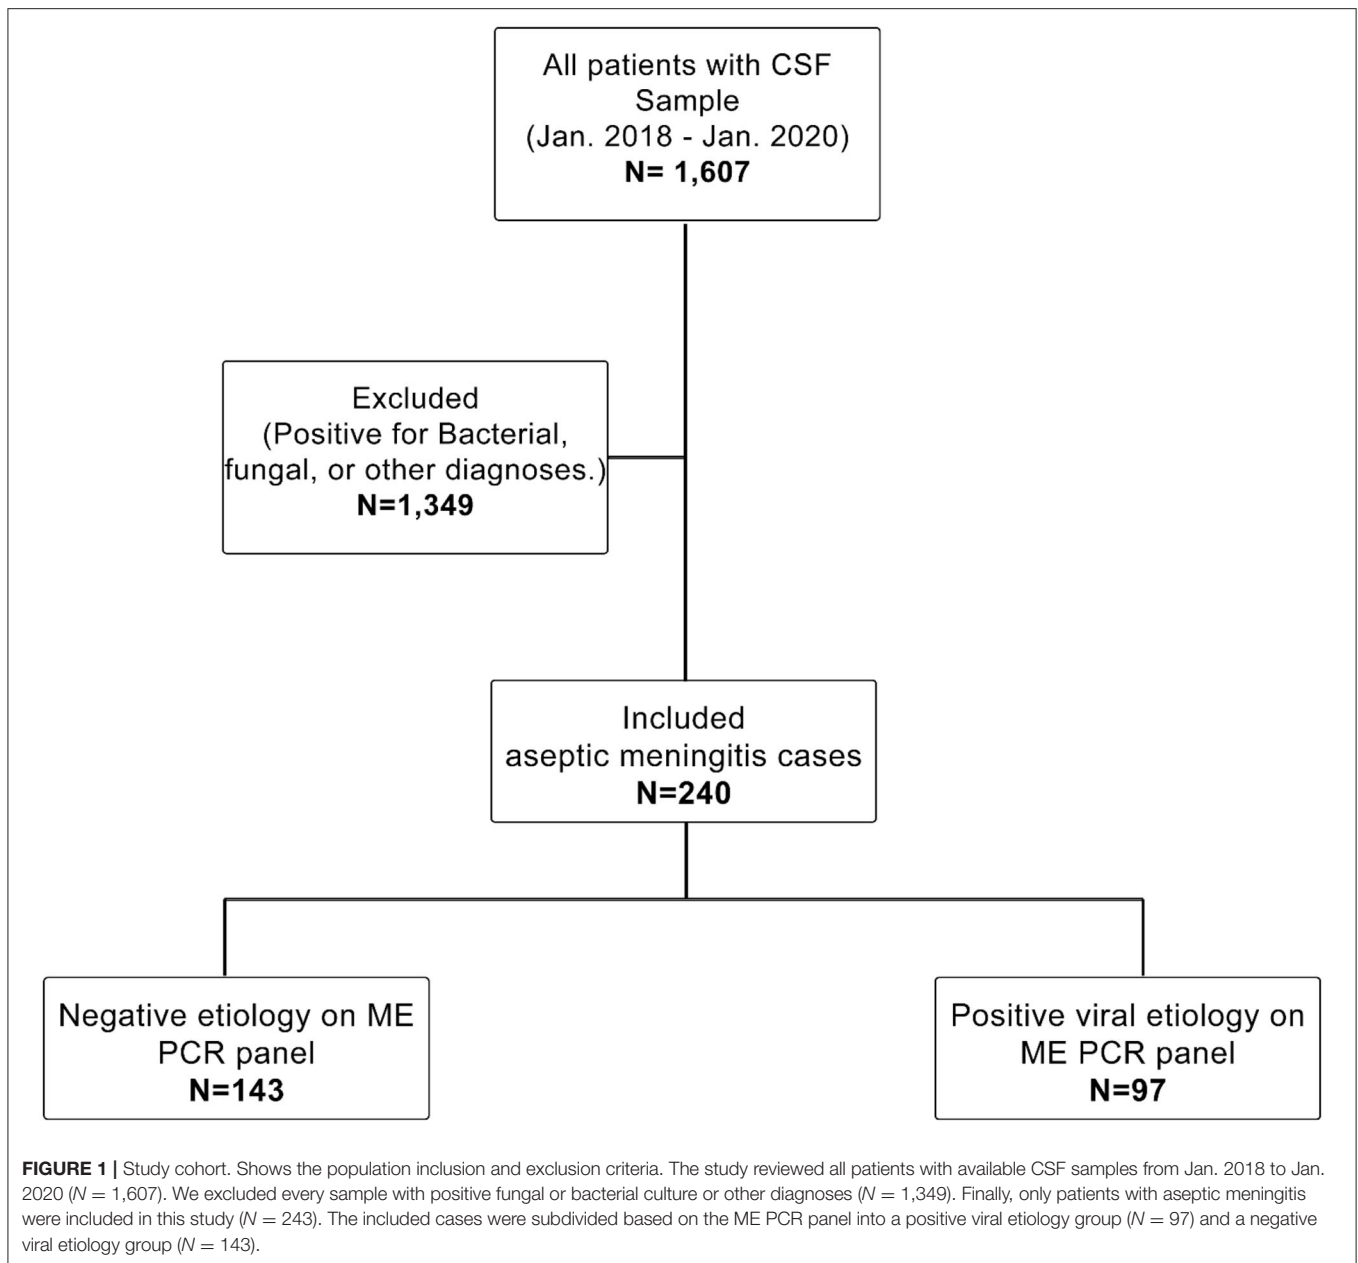 All patients with CSF
Sample
(Jan. 2018 - Jan. 2020)
N= 1,607
Excluded
(Positive for Bacterial,
fungal, or other diagnoses.)
N=1,349
Included
aseptic meningitis cases
N=240
Negative etiology on ME
PCR panel
N=143
Positive viral etiology on
ME PCR panel
N=97
FIGURE 1 | Study cohort. Shows the population inclusion and exclusion criteria. The study reviewed all patients with available CSF samples from Jan. 2018 to Jan.
2020 (N = 1,607). We excluded every sample with positive fungal or bacterial culture or other diagnoses (N = 1,349). Finally, only patients with aseptic meningitis
were included in this study (N = 243). The included cases were subdivided based on the ME PCR panel into a positive viral etiology group (N = 97) and a negative
viral etiology group (N = 143).